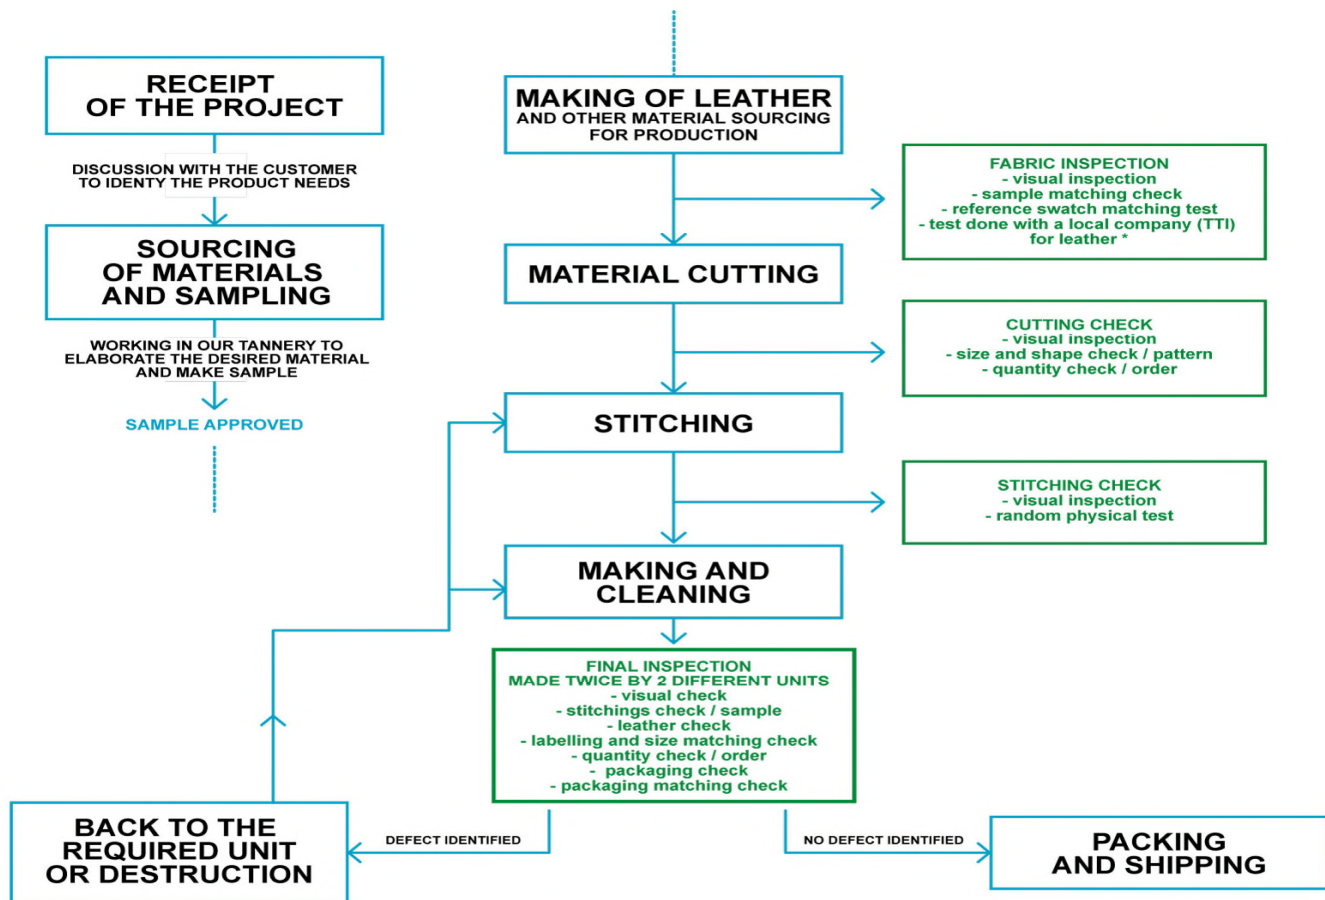 RECEIPT
OF THE PROJECT
DISCUSSION WITH THE CUSTOMER
TO IDENTY THE PRODUCT NEEDS
SOURCING
OF MATERIALS
AND SAMPLING
WORKING IN OUR TANNERY TO
ELABORATE THE DESIRED MATERIAL
AND MAKE SAMPLE
SAMPLE APPROVED
MAKING OF LEATHER
AND OTHER MATERIAL SOURCING
FOR PRODUCTION
FABRIC INSPECTION
- visual inspection
- sample matching check
- reference swatch matching test
- test done with a local company (TTI)
for leather *
MATERIAL CUTTING
CUTTING CHECK
- visual inspection
- size and shape check / pattern
- quantity check / order
STITCHING
STITCHING CHECK
- visual inspection
- random physical test
MAKING AND
CLEANING
FINAL INSPECTION
MADE TWICE BY 2 DIFFERENT UNITS
- visual check
- stitchings check / sample
- leather check
- labelling and size matching check
- quantity check / order
- packaging check
- packaging matching check
DEFECT IDENTIFIED
BACK TO THE
REQUIRED UNIT
OR DESTRUCTION
NO DEFECT IDENTIFIED
PACKING
AND SHIPPING